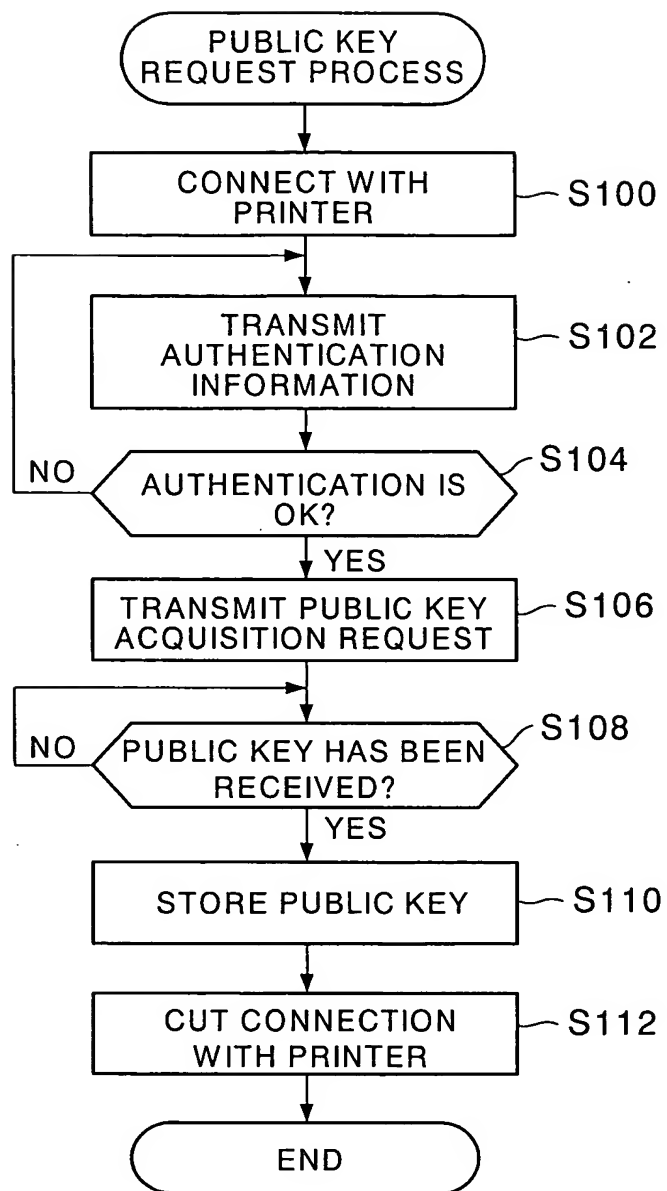 PUBLIC KEY
REQUEST PROCESS
CONNECT WITH
PRINTER
S100
TRANSMIT
AUTHENTICATION
INFORMATION
S102
AUTHENTICATION IS
OK?
S104
NO
YES
TRANSMIT PUBLIC KEY
ACQUISITION REQUEST
S106
PUBLIC KEY HAS BEEN
RECEIVED?
S108
NO
YES
STORE PUBLIC KEY
S110
CUT CONNECTION
WITH PRINTER
S112
END